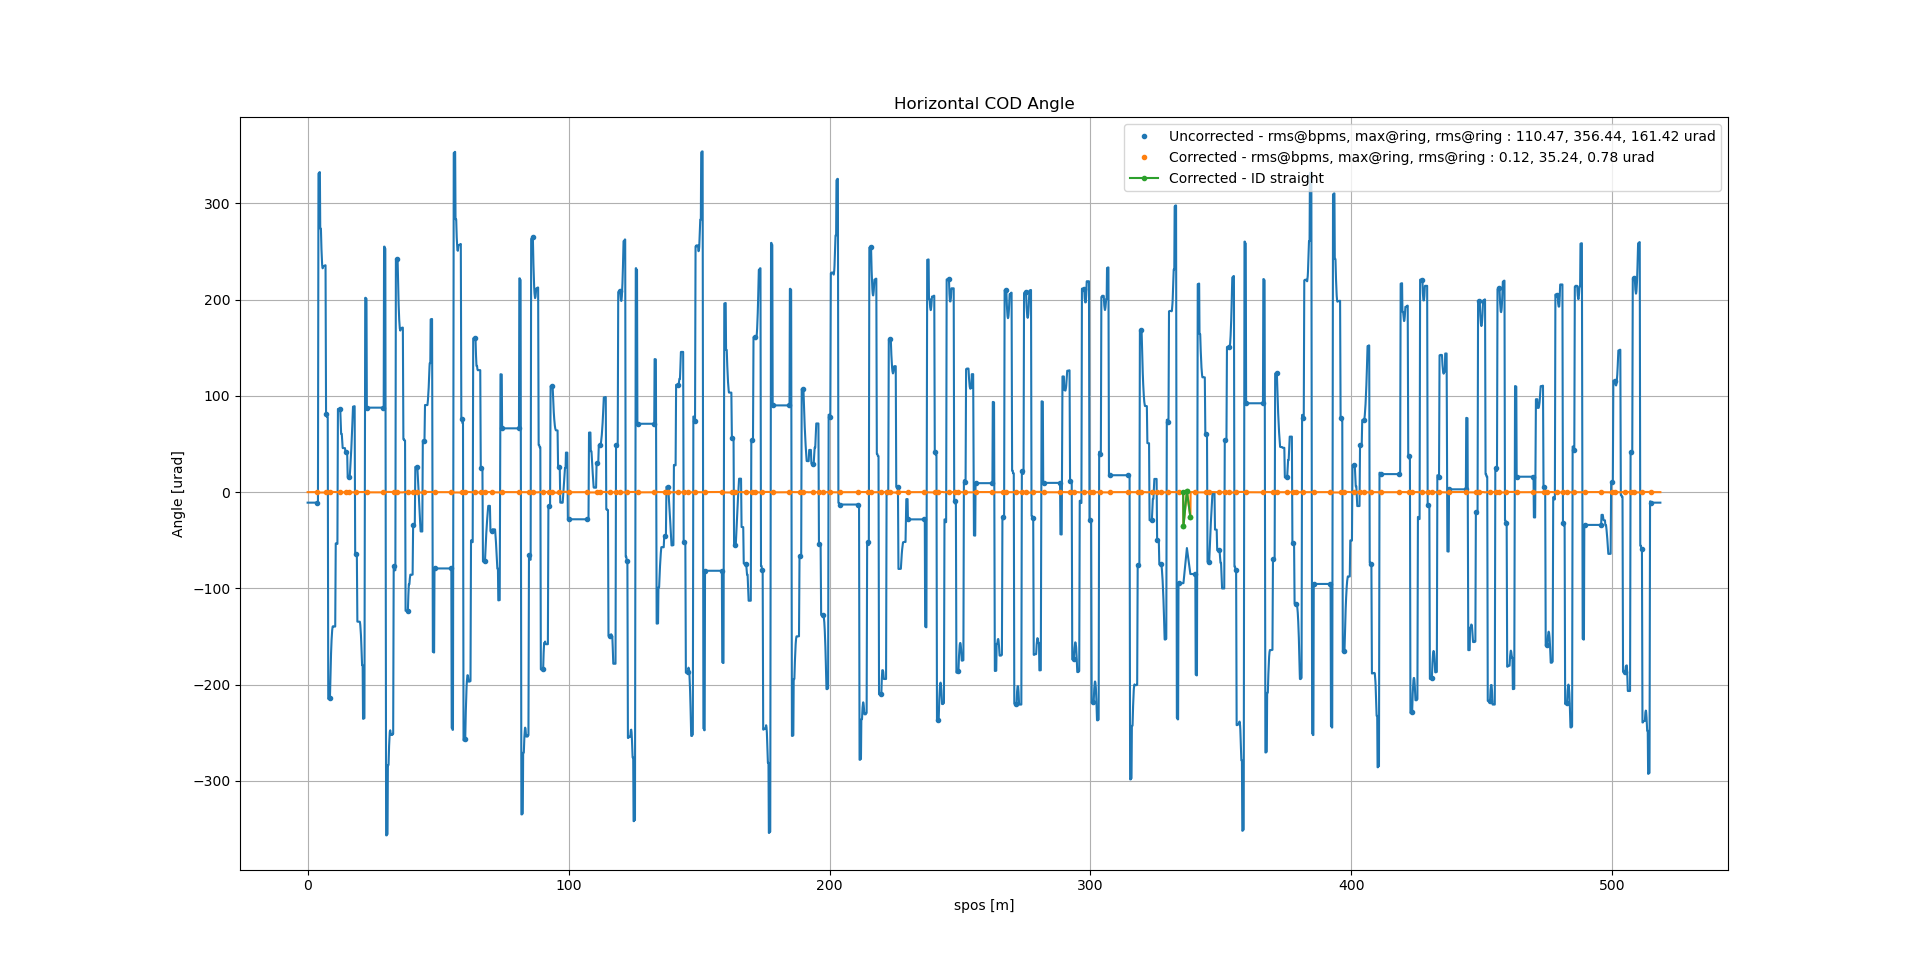 Horizontal COD Angle
Uncorrected - rms@bpms, max@ring, rms@ring : 110.47, 356.44, 161.42 urad
Corrected - rms@bpms, max@ring, rms@ring : 0.12, 35.24, 0.78 urad
Corrected - ID straight
300
200
100
0
−100
−200
−300
Angle [urad]
0 100 200 300 400 500
spos [m]